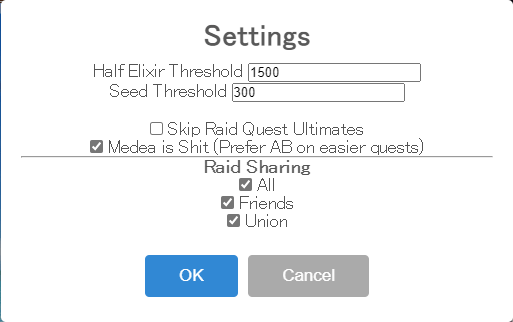 Settings
Half Elixir Threshold 1500
Seed Threshold 300
Skip Raid Quest Ultimates
Medea is Shit (Prefer AB on easier quests)
Raid Sharing
All
Friends
Union
OK Cancel